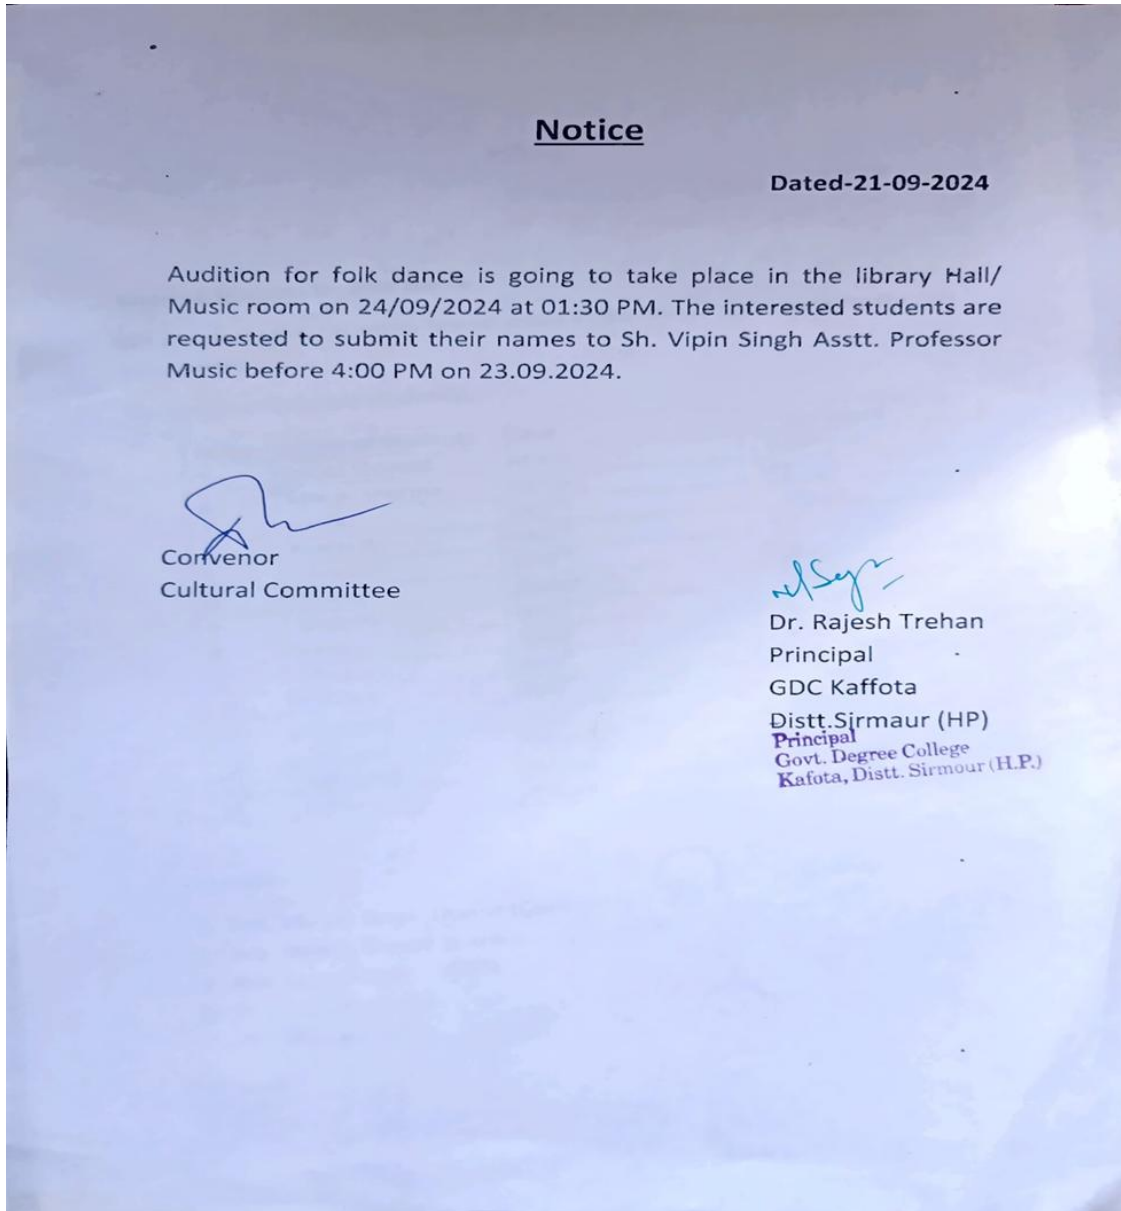 Notice
Dated-21-09-2024
Audition for folk dance is going to take place in the library Hall/
Music room on 24/09/2024 at 01:30 PM. The interested students are
requested to submit their names to Sh. Vipin Singh Asstt. Professor
Music before 4:00 PM on 23.09.2024.
Convenor
Cultural Committee
Dr. Rajesh Trehan
Principal
GDC Kaffota
Distt.Sirmaur (HP)
Principal
Govt. Degree College
Kafota, Distt. Sirmour (H.P.)